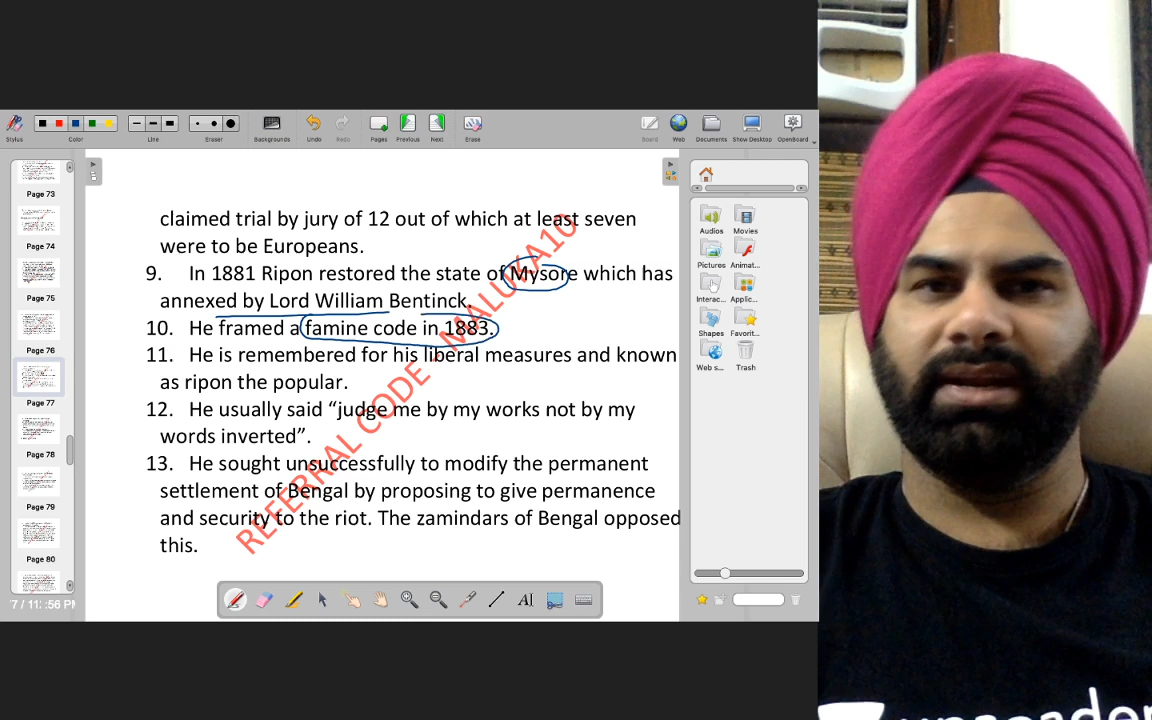 Stylus
Color
Line
Eraser
Backgrounds
Undo
Redo
Pages
Previous
Next
Erase
Board
Web
Documents
Show Desktop
OpenBoard
Page 73
Page 74
Page 75
Page 76
Page 77
Page 78
Page 79
Page 80
claimed trial by jury of 12 out of which at least seven
were to be Europeans.
9. In 1881 Ripon restored the state of Mysore which has
annexed by Lord William Bentinck.
10. He framed a famine code in 1883.
11. He is remembered for his liberal measures and known
as ripon the popular.
12. He usually said “judge me by my works not by my
words inverted”.
13. He sought unsuccessfully to modify the permanent
settlement of Bengal by proposing to give permanence
and security to the riot. The zamindars of Bengal opposed
this.
REFERRAL CODE - MALUKA10
Audios
Movies
Pictures
Animat...
Interac...
Applic...
Shapes
Favorit...
Web s...
Trash